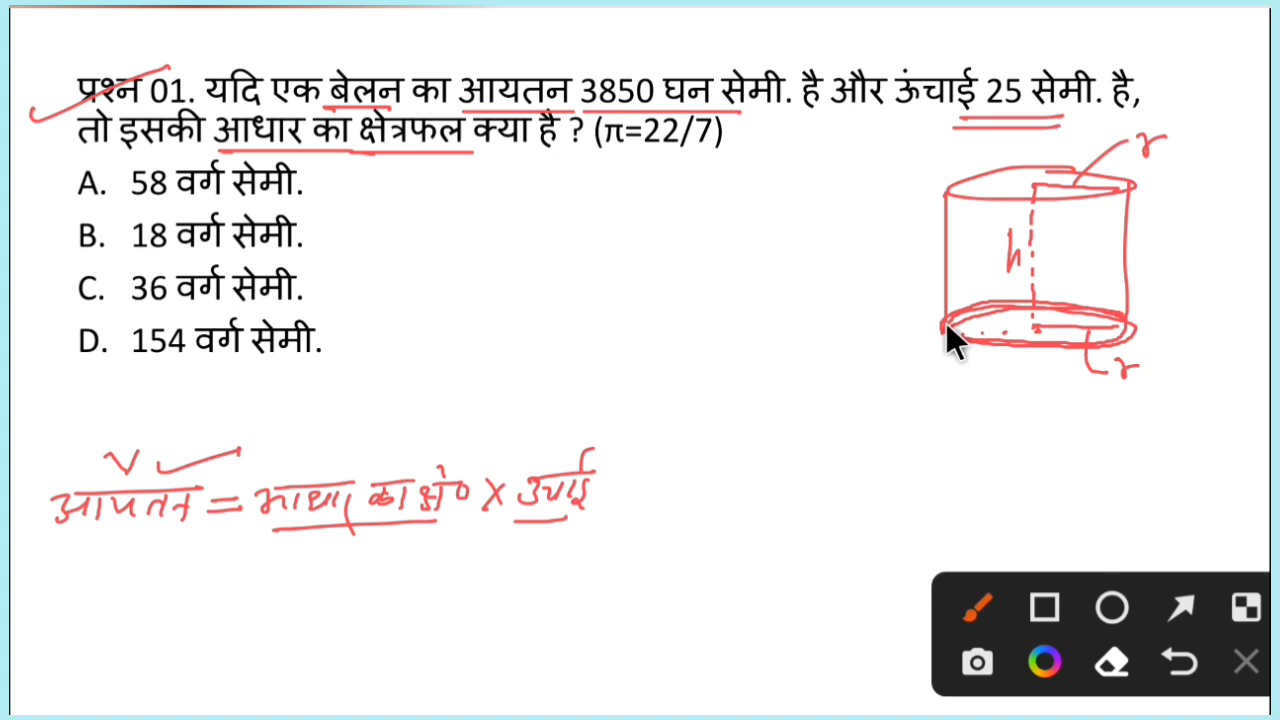 प्रश्न 01. यदि एक बेलन का आयतन 3850 घन सेमी. है और ऊंचाई 25 सेमी. है,
तो इसकी आधार का क्षेत्रफल क्या है ? (π=22/7)
A. 58 वर्ग सेमी.
B. 18 वर्ग सेमी.
C. 36 वर्ग सेमी.
D. 154 वर्ग सेमी.
r
h
r
V
आयतन = आधार का क्षे० × उचाई